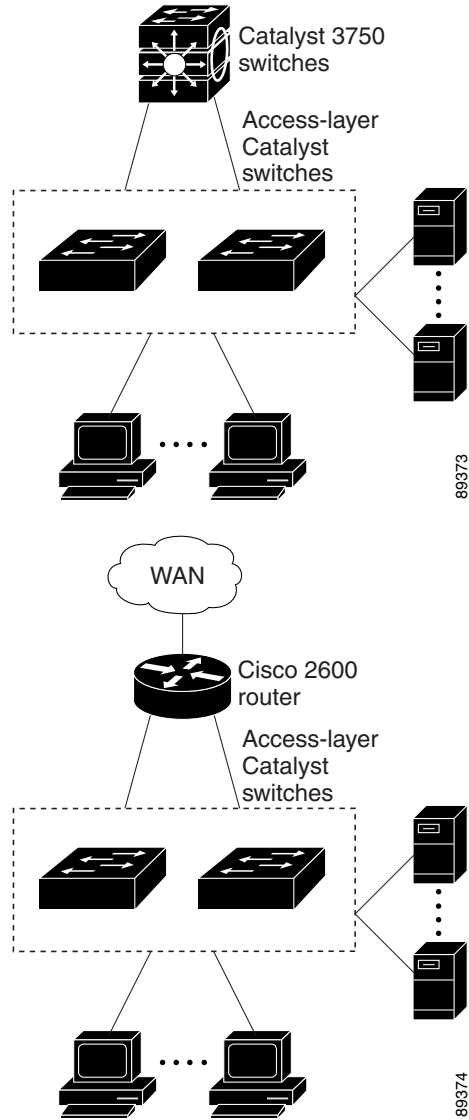 Catalyst 3750
switches
Access-layer
Catalyst
switches
89373
WAN
Cisco 2600
router
Access-layer
Catalyst
switches
89374